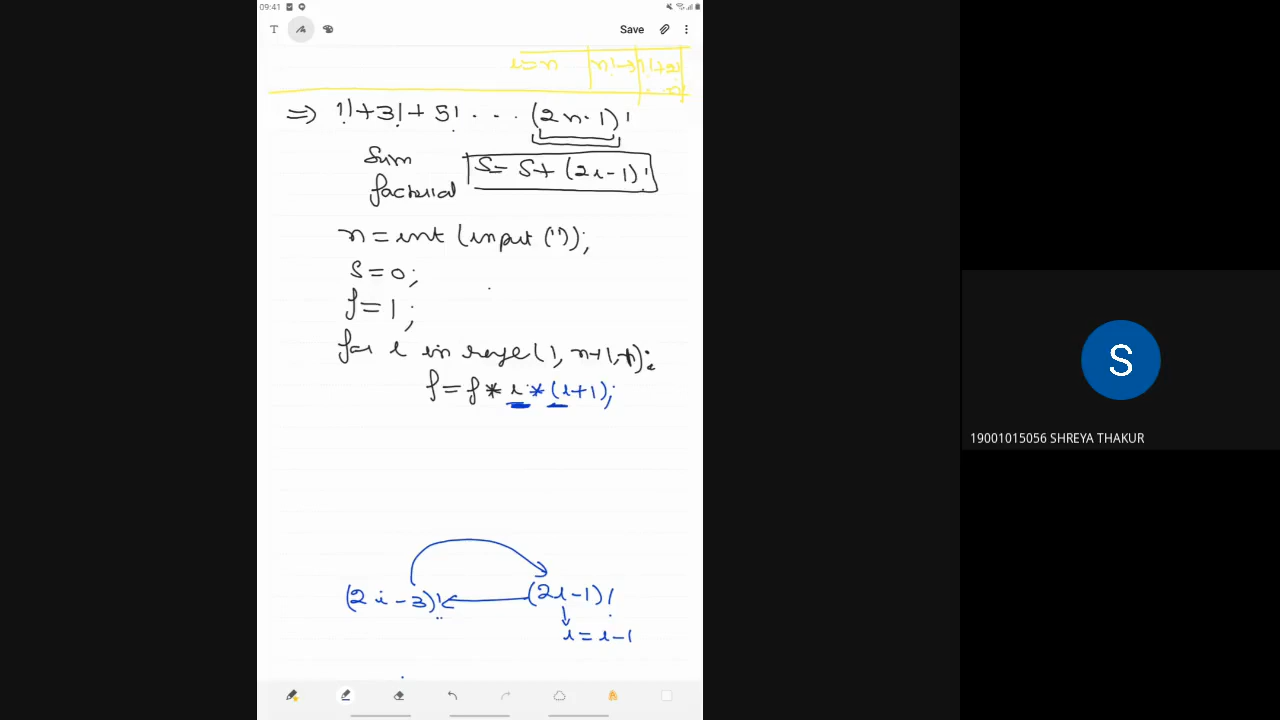 09:41
T
Save
i=n n! →
⇒ 1!+3!+5! ... (2n-1)!
Sum S= S+(2i-1)!
factorial
n=int(input(''));
S=0;
f=1;
for i in range(1, n+1, 1):
f=f*i*(i+1);
(2i-3)! (2i-1)!
i=i-1
S
19001015056 SHREYA THAKUR